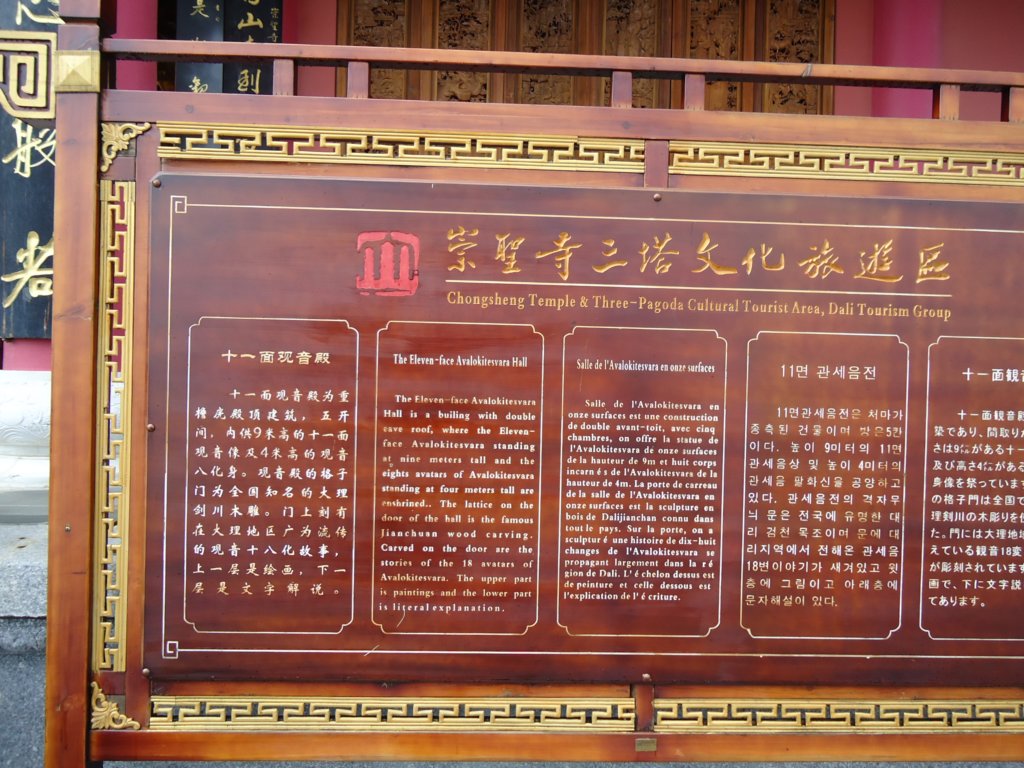 般
若
崇聖寺三塔文化旅遊區
Chongsheng Temple & Three-Pagoda Cultural Tourist Area, Dali Tourism Group
十一面观音殿
十一面观音殿为重
檐庑殿顶建筑，五开
间，内供9米高的十一面
观音像及4米高的观音
八化身。观音殿的格子
门为全国知名的大理
剑川木雕。门上刻有
在大理地区广为流传
的观音十八化故事，
上一层是绘画，下一
层是文字解说。
The Eleven-face Avalokitesvara Hall
The Eleven-face Avalokitesvara
Hall is a builing with double
eave roof, where the Eleven-
face Avalokitesvara standing
at nine meters tall and the
eights avatars of Avalokitesvara
standing at four meters tall are
enshrined.. The lattice on the
door of the hall is the famous
Jianchuan wood carving.
Carved on the door are the
stories of the 18 avatars of
Avalokitesvara. The upper part
is paintings and the lower part
is literal explanation.
Salle de l'Avalokitesvara en onze surfaces
Salle de l'Avalokitesvara en
onze surfaces est une construction
de double avant-toit, avec cinq
chambres, on offre la statue de
l'Avalokitesvara de onze surfaces
de la hauteur de 9m et huit corps
incarn é s de l'Avalokitesvara de la
hauteur de 4m. La porte de carreau
de la salle de l'Avalokitesvara en
onze surfaces est la sculpture en
bois de Dalijianchan connu dans
tout le pays. Sur la porte, on a
sculptur é une histoire de dix-huit
changes de l'Avalokitesvara se
propagant largement dans la ré
gion de Dali. L' é chelon dessus est
de peinture et celle dessous est
l'explication de l' é criture.
11면 관세음전
11면관세음전은 처마가
중축된 건물이며 방은5칸
이다. 높이 9미터의 11면
관세음상 및 높이 4미터의
관세음 팔화신을 공양하고
있다. 관세음전의 격자무
늬 문은 전국에 유명한 대
리 검천 목조이며 문에 대
리지역에서 전해온 관세음
18번이야기가 새겨있고 윗
층에 그림이고 아래층에
문자해설이 있다.
十一面観音
十一面観音殿
塾であり、間取りが
さは9㍍がある十一
及び高さ4㍍がある
身像を祭っています
の格子門は全国で
理剣川の木彫りを使
た。門には大理地域
えている観音18変
が彫刻されています
画で、下に文字説
てあります。